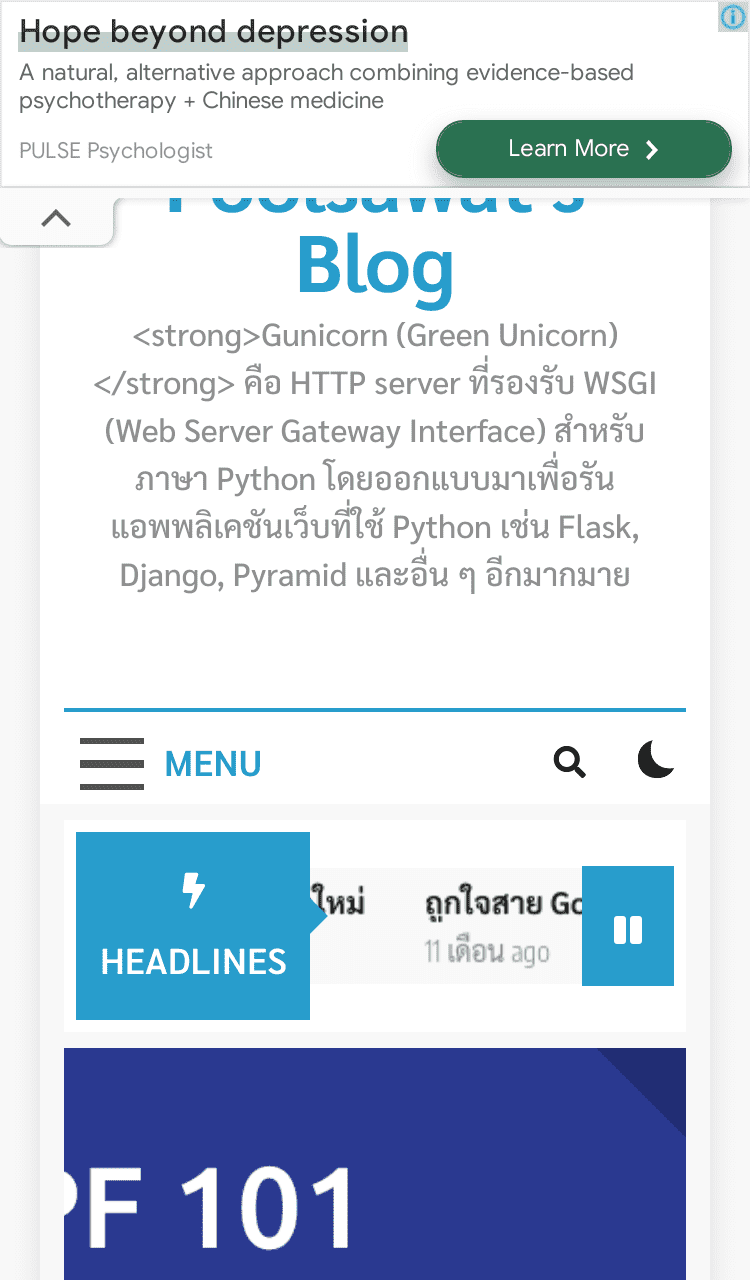 Hope beyond depression
A natural, alternative approach combining evidence-based
psychotherapy + Chinese medicine
PULSE Psychologist
Learn More
Poolsawat's
Blog
<strong>Gunicorn (Green Unicorn)
</strong> คือ HTTP server ที่รองรับ WSGI
(Web Server Gateway Interface) สำหรับ
ภาษา Python โดยออกแบบมาเพื่อรัน
แอพพลิเคชันเว็บที่ใช้ Python เช่น Flask,
Django, Pyramid และอื่น ๆ อีกมากมาย
MENU
HEADLINES
ใหม่
ถูกใจสาย Go
11 เดือน ago
PF 101